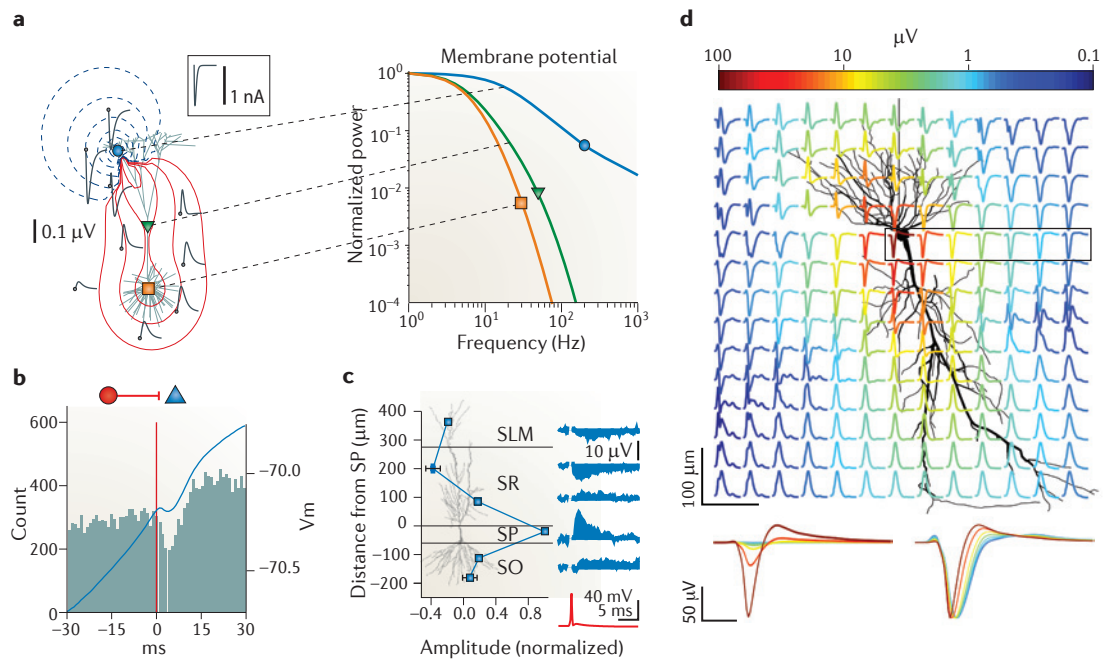 a
1 nA
0.1 µV
Membrane potential
Normalized power
1.0
10⁻¹
10⁻²
10⁻³
10⁻⁴
10⁰ 10¹ 10² 10³
Frequency (Hz)
b
Count
600
400
200
0
−30 −15 0 15 30
ms
−70.0
−70.5
Vm
c
Distance from SP (µm)
400
300
200
100
0
−100
−200
SLM
SR
SP
SO
−0.4 0.0 0.4 0.8
Amplitude (normalized)
10 µV
40 mV
5 ms
d
µV
100 10 1 0.1
100 µm
50 µV